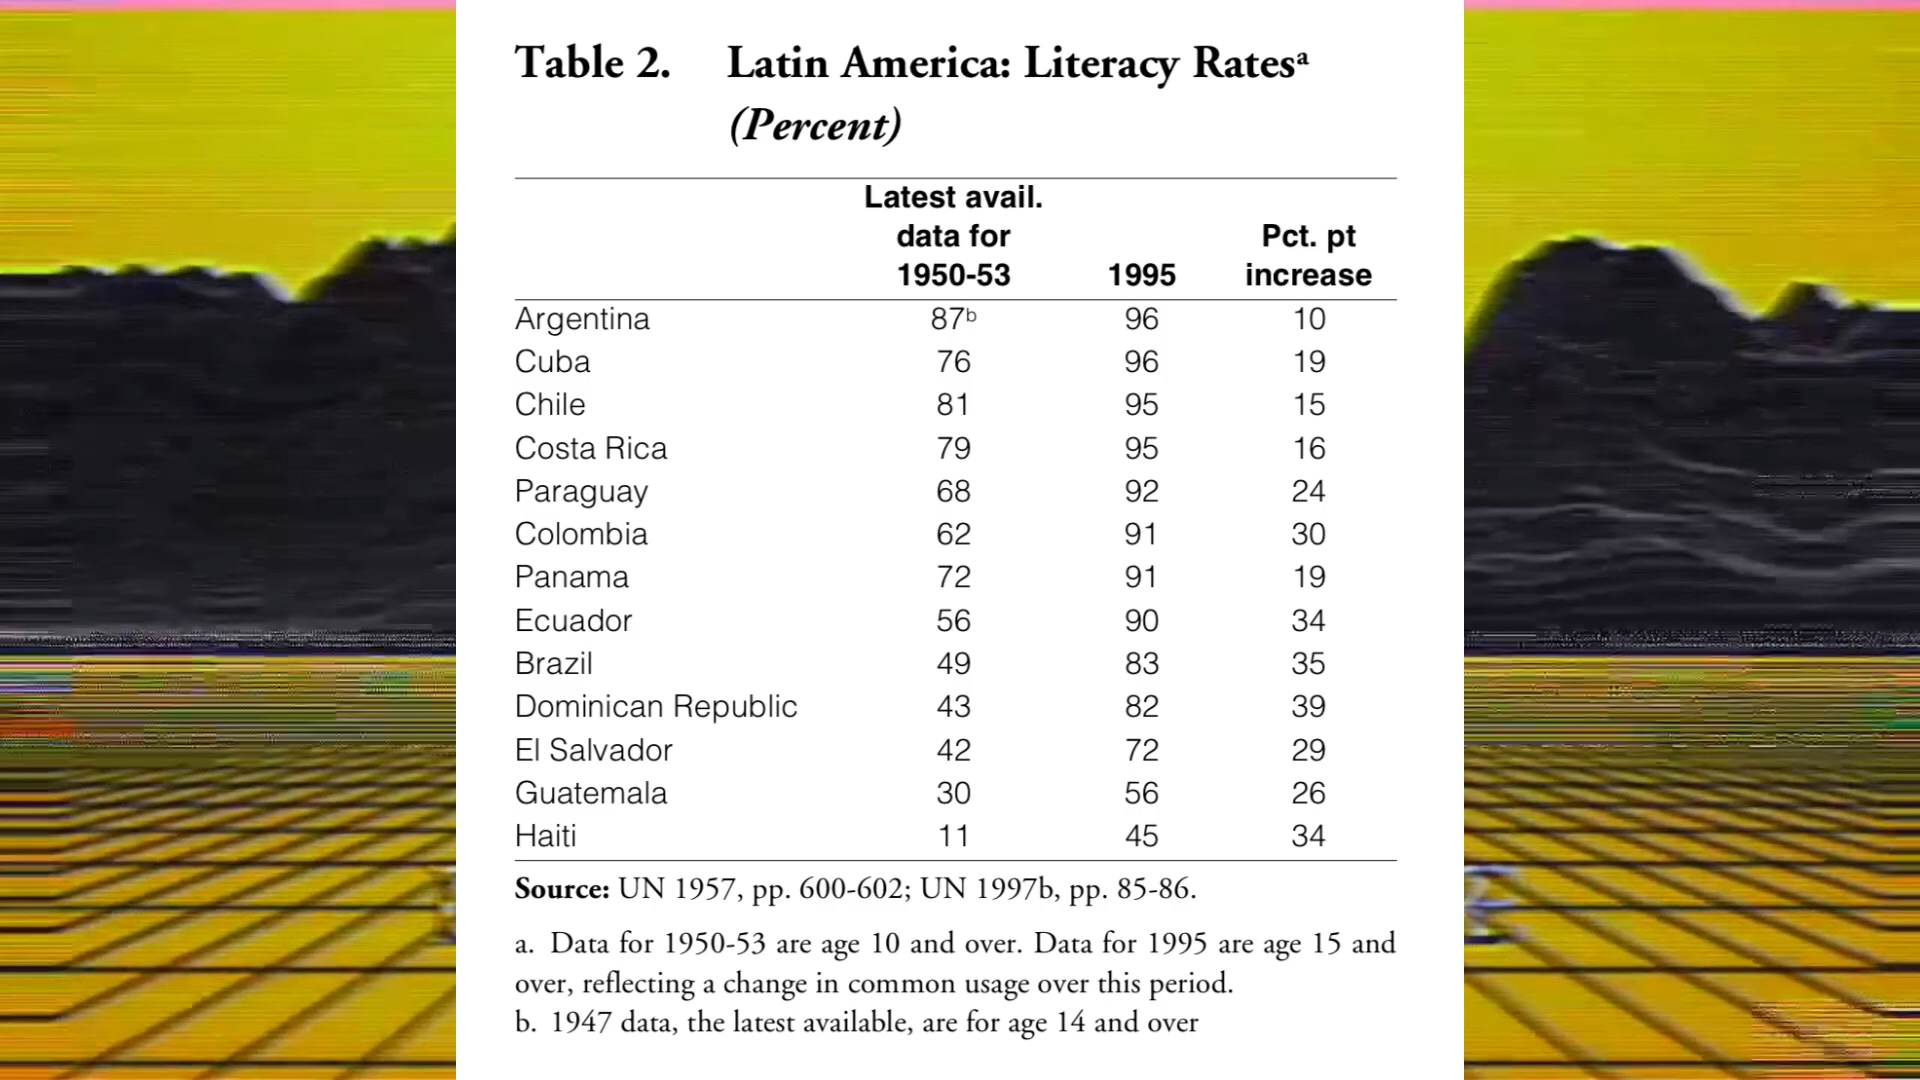 Table 2. Latin America: Literacy Ratesᵃ
(Percent)
Latest avail.
data for Pct. pt
1950-53 1995 increase
Argentina 87ᵇ 96 10
Cuba 76 96 19
Chile 81 95 15
Costa Rica 79 95 16
Paraguay 68 92 24
Colombia 62 91 30
Panama 72 91 19
Ecuador 56 90 34
Brazil 49 83 35
Dominican Republic 43 82 39
El Salvador 42 72 29
Guatemala 30 56 26
Haiti 11 45 34
Source: UN 1957, pp. 600-602; UN 1997b, pp. 85-86.
a. Data for 1950-53 are age 10 and over. Data for 1995 are age 15 and
over, reflecting a change in common usage over this period.
b. 1947 data, the latest available, are for age 14 and over